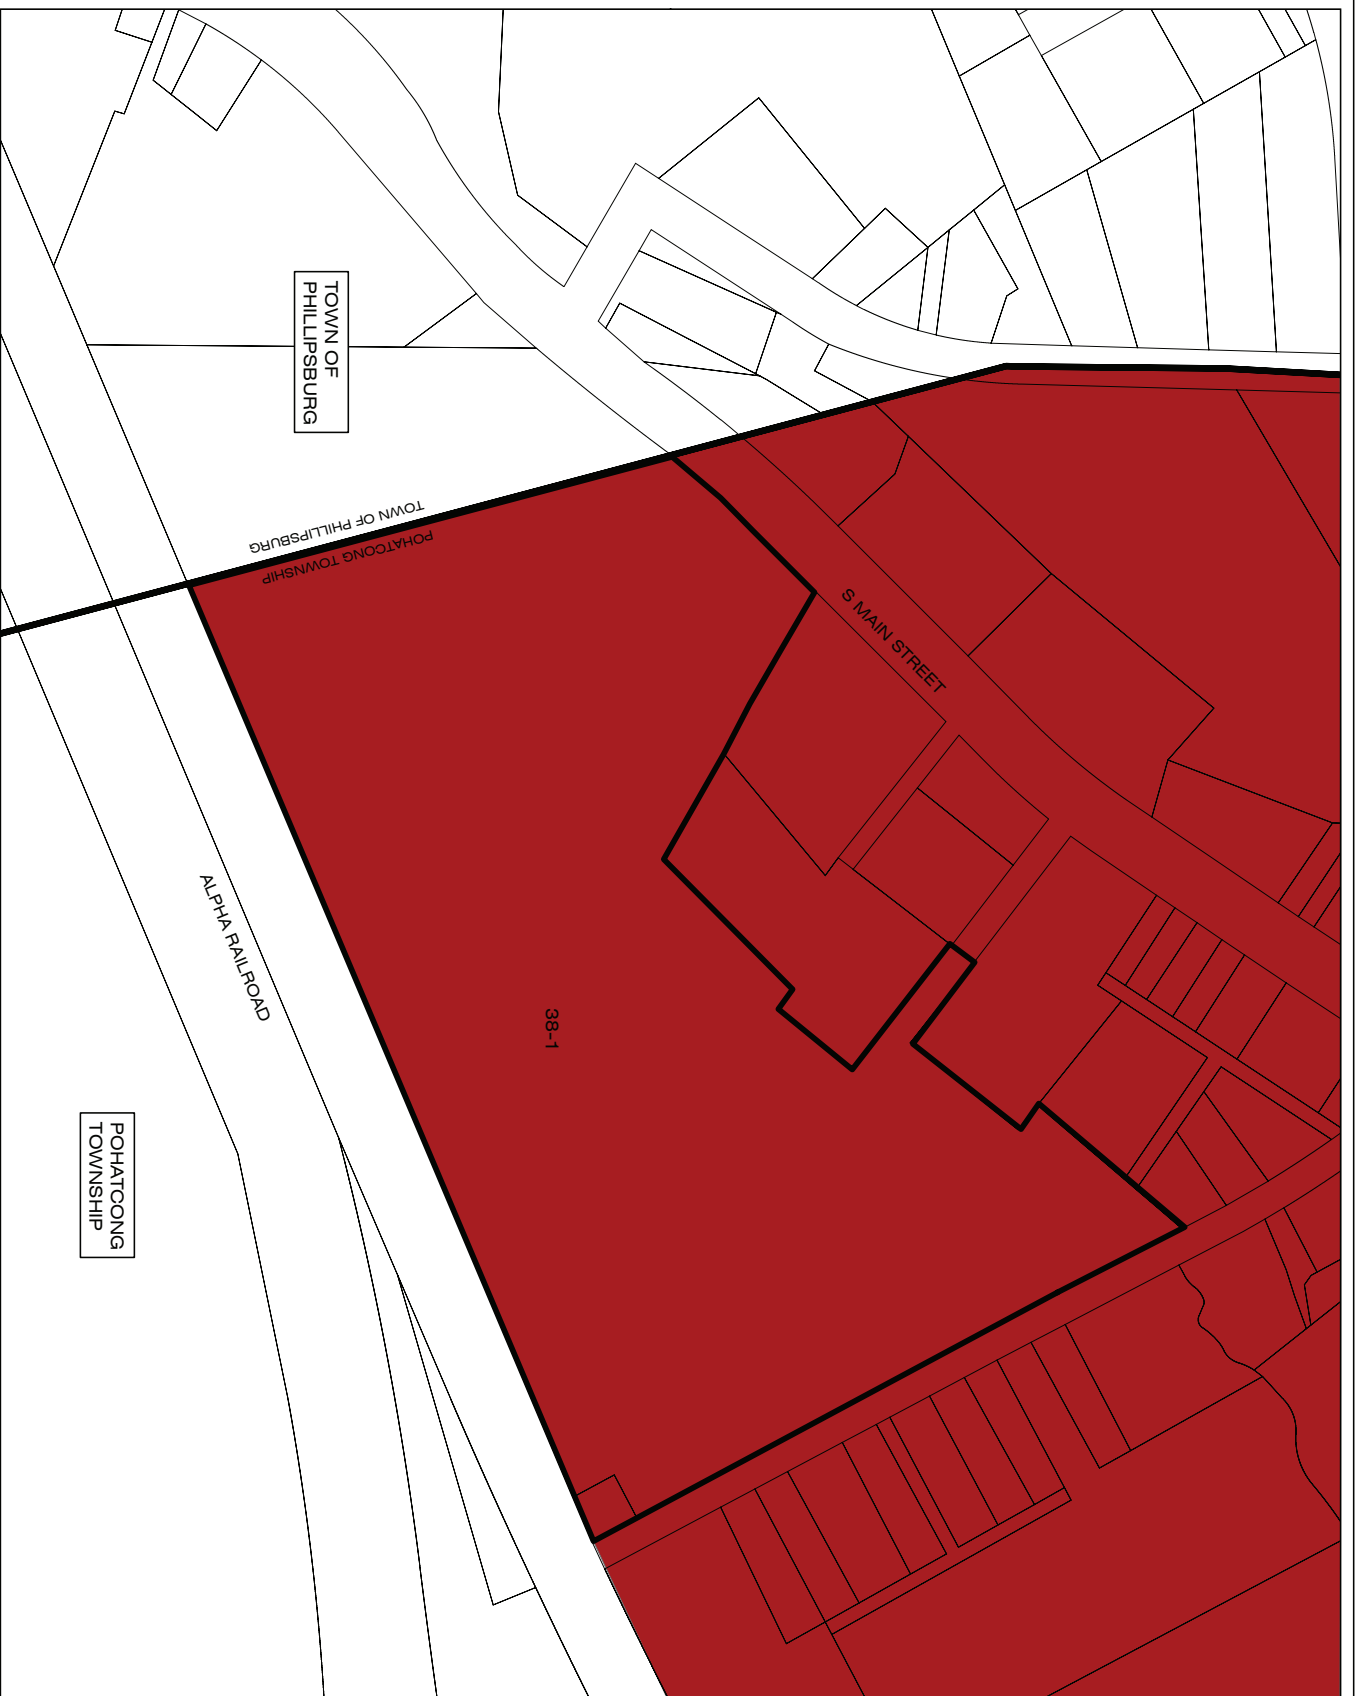 TOWN OF
PHILLIPSBURG
TOWN OF PHILLIPSBURG
POHATCONG TOWNSHIP
S MAIN STREET
ALPHA RAILROAD
38-1
POHATCONG
TOWNSHIP